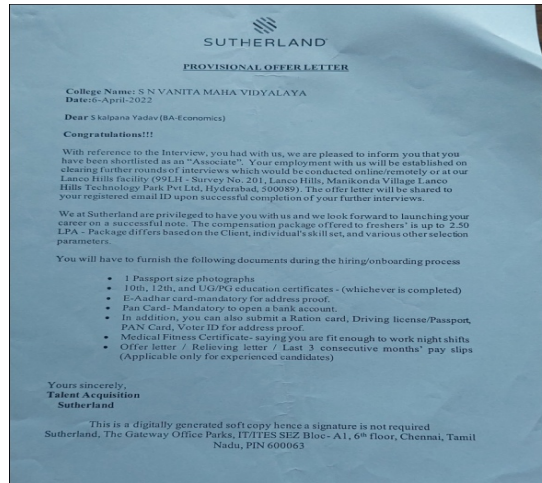 SUTHERLAND
PROVISIONAL OFFER LETTER
College Name: S N VANITA MAHA VIDYALAYA
Date:6-April-2022
Dear S kalpana Yadav (BA-Economics)
Congratulations!!!
With reference to the Interview, you had with us, we are pleased to inform you that you
have been shortlisted as an “Associate”. Your employment with us will be established on
clearing further rounds of interviews which would be conducted online/remotely or at our
Lanco Hills facility (99LH - Survey No. 201, Lanco Hills, Manikonda Village Lanco
Hills Technology Park Pvt Ltd, Hyderabad, 500089). The offer letter will be shared to
your registered email ID upon successful completion of your further interviews.
We at Sutherland are privileged to have you with us and we look forward to launching your
career on a successful note. The compensation package offered to freshers’ is up to 2.50
LPA - Package differs based on the Client, individual's skill set, and various other selection
parameters.
You will have to furnish the following documents during the hiring/onboarding process
• 1 Passport size photographs
• 10th, 12th, and UG/PG education certificates - (whichever is completed)
• E-Aadhar card-mandatory for address proof.
• Pan Card- Mandatory to open a bank account.
• In addition, you can also submit a Ration card, Driving license/Passport,
PAN Card, Voter ID for address proof.
• Medical Fitness Certificate- saying you are fit enough to work night shifts
• Offer letter / Relieving letter / Last 3 consecutive months’ pay slips
(Applicable only for experienced candidates)
Yours sincerely,
Talent Acquisition
Sutherland
This is a digitally generated soft copy hence a signature is not required
Sutherland, The Gateway Office Parks, IT/ITES SEZ Bloc- A1, 6th floor, Chennai, Tamil
Nadu, PIN 600063